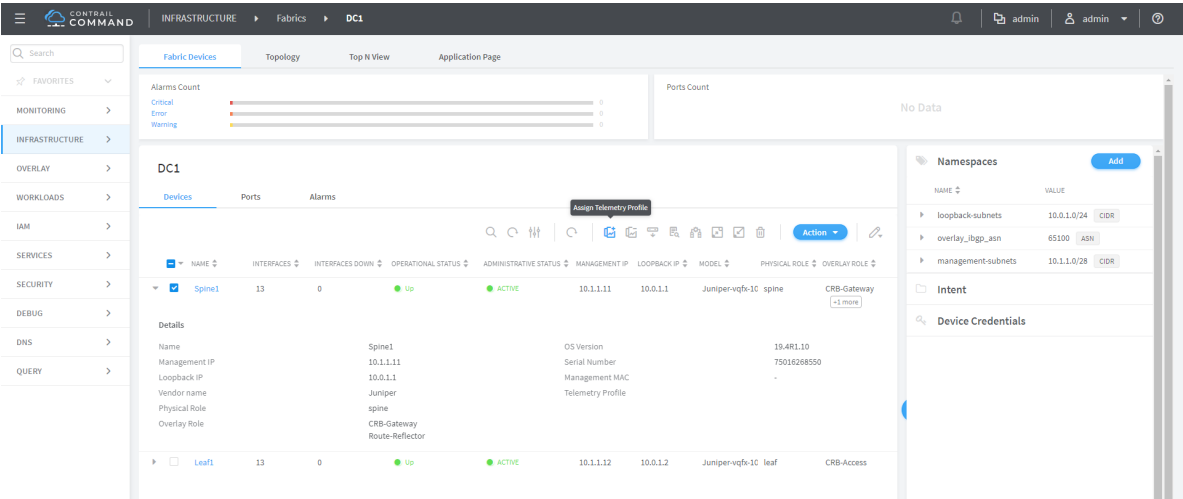 CONTRAIL
COMMAND
INFRASTRUCTURE Fabrics DC1
admin admin
Search
FAVORITES
MONITORING
INFRASTRUCTURE
OVERLAY
WORKLOADS
IAM
SERVICES
SECURITY
DEBUG
DNS
QUERY
Fabric Devices Topology Top N View Application Page
Alarms Count
Critical 0
Error 0
Warning 0
Ports Count
No Data
DC1
Devices Ports Alarms
Assign Telemetry Profile
Action
NAME INTERFACES INTERFACES DOWN OPERATIONAL STATUS ADMINISTRATIVE STATUS MANAGEMENT IP LOOPBACK IP MODEL PHYSICAL ROLE OVERLAY ROLE
Spine1 13 0 Up ACTIVE 10.1.1.11 10.0.1.1 Juniper-vqfx-10 spine CRB-Gateway
+1 more
Details
Name Spine1 OS Version 19.4R1.10
Management IP 10.1.1.11 Serial Number 75016268550
Loopback IP 10.0.1.1 Management MAC -
Vendor name Juniper Telemetry Profile
Physical Role spine
Overlay Role CRB-Gateway
Route-Reflector
Leaf1 13 0 Up ACTIVE 10.1.1.12 10.0.1.2 Juniper-vqfx-10 leaf CRB-Access
Namespaces Add
NAME VALUE
loopback-subnets 10.0.1.0/24 CIDR
overlay_ibgp_asn 65100 ASN
management-subnets 10.1.1.0/28 CIDR
Intent
Device Credentials